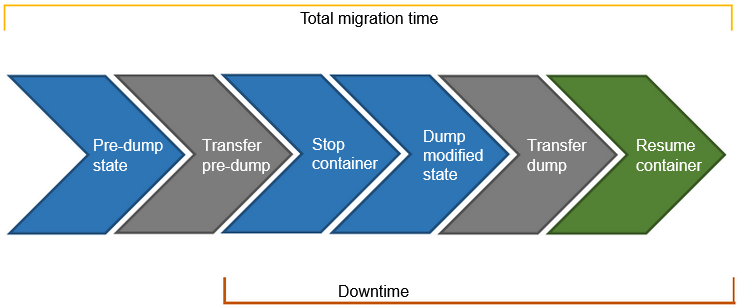 Total migration time
Pre-dump
state
Transfer
pre-dump
Stop
container
Dump
modified
state
Transfer
dump
Resume
container
Downtime